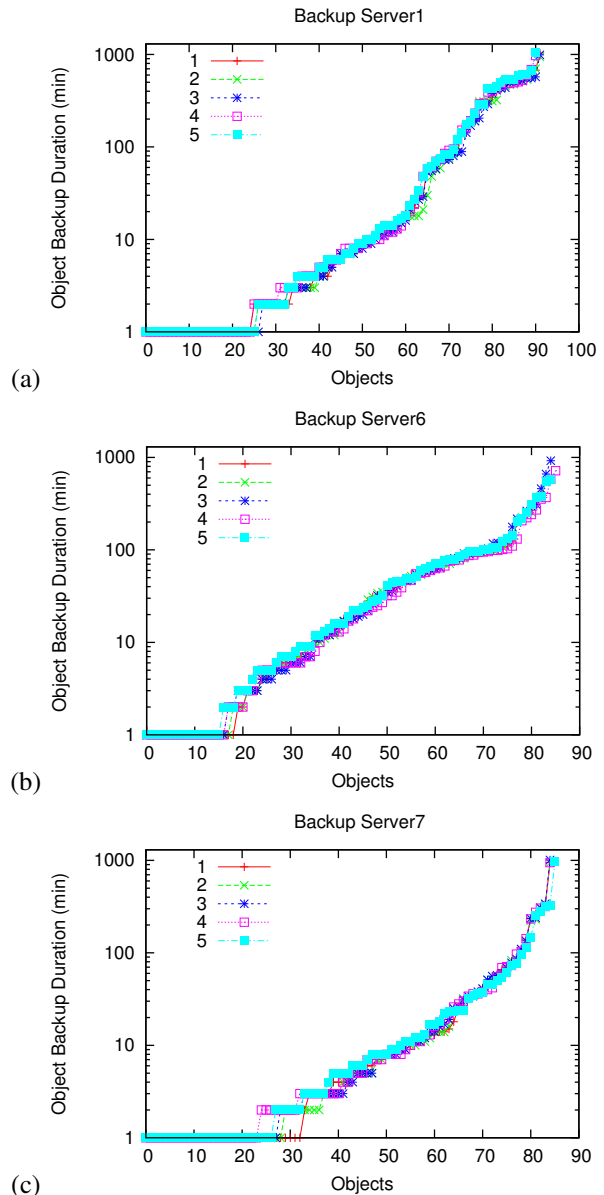 Backup Server1
Object Backup Duration (min)
1000
100
10
1
1
2
3
4
5
0 10 20 30 40 50 60 70 80 90 100
Objects
(a)
Backup Server6
Object Backup Duration (min)
1000
100
10
1
1
2
3
4
5
0 10 20 30 40 50 60 70 80 90
Objects
(b)
Backup Server7
Object Backup Duration (min)
1000
100
10
1
1
2
3
4
5
0 10 20 30 40 50 60 70 80 90
Objects
(c)